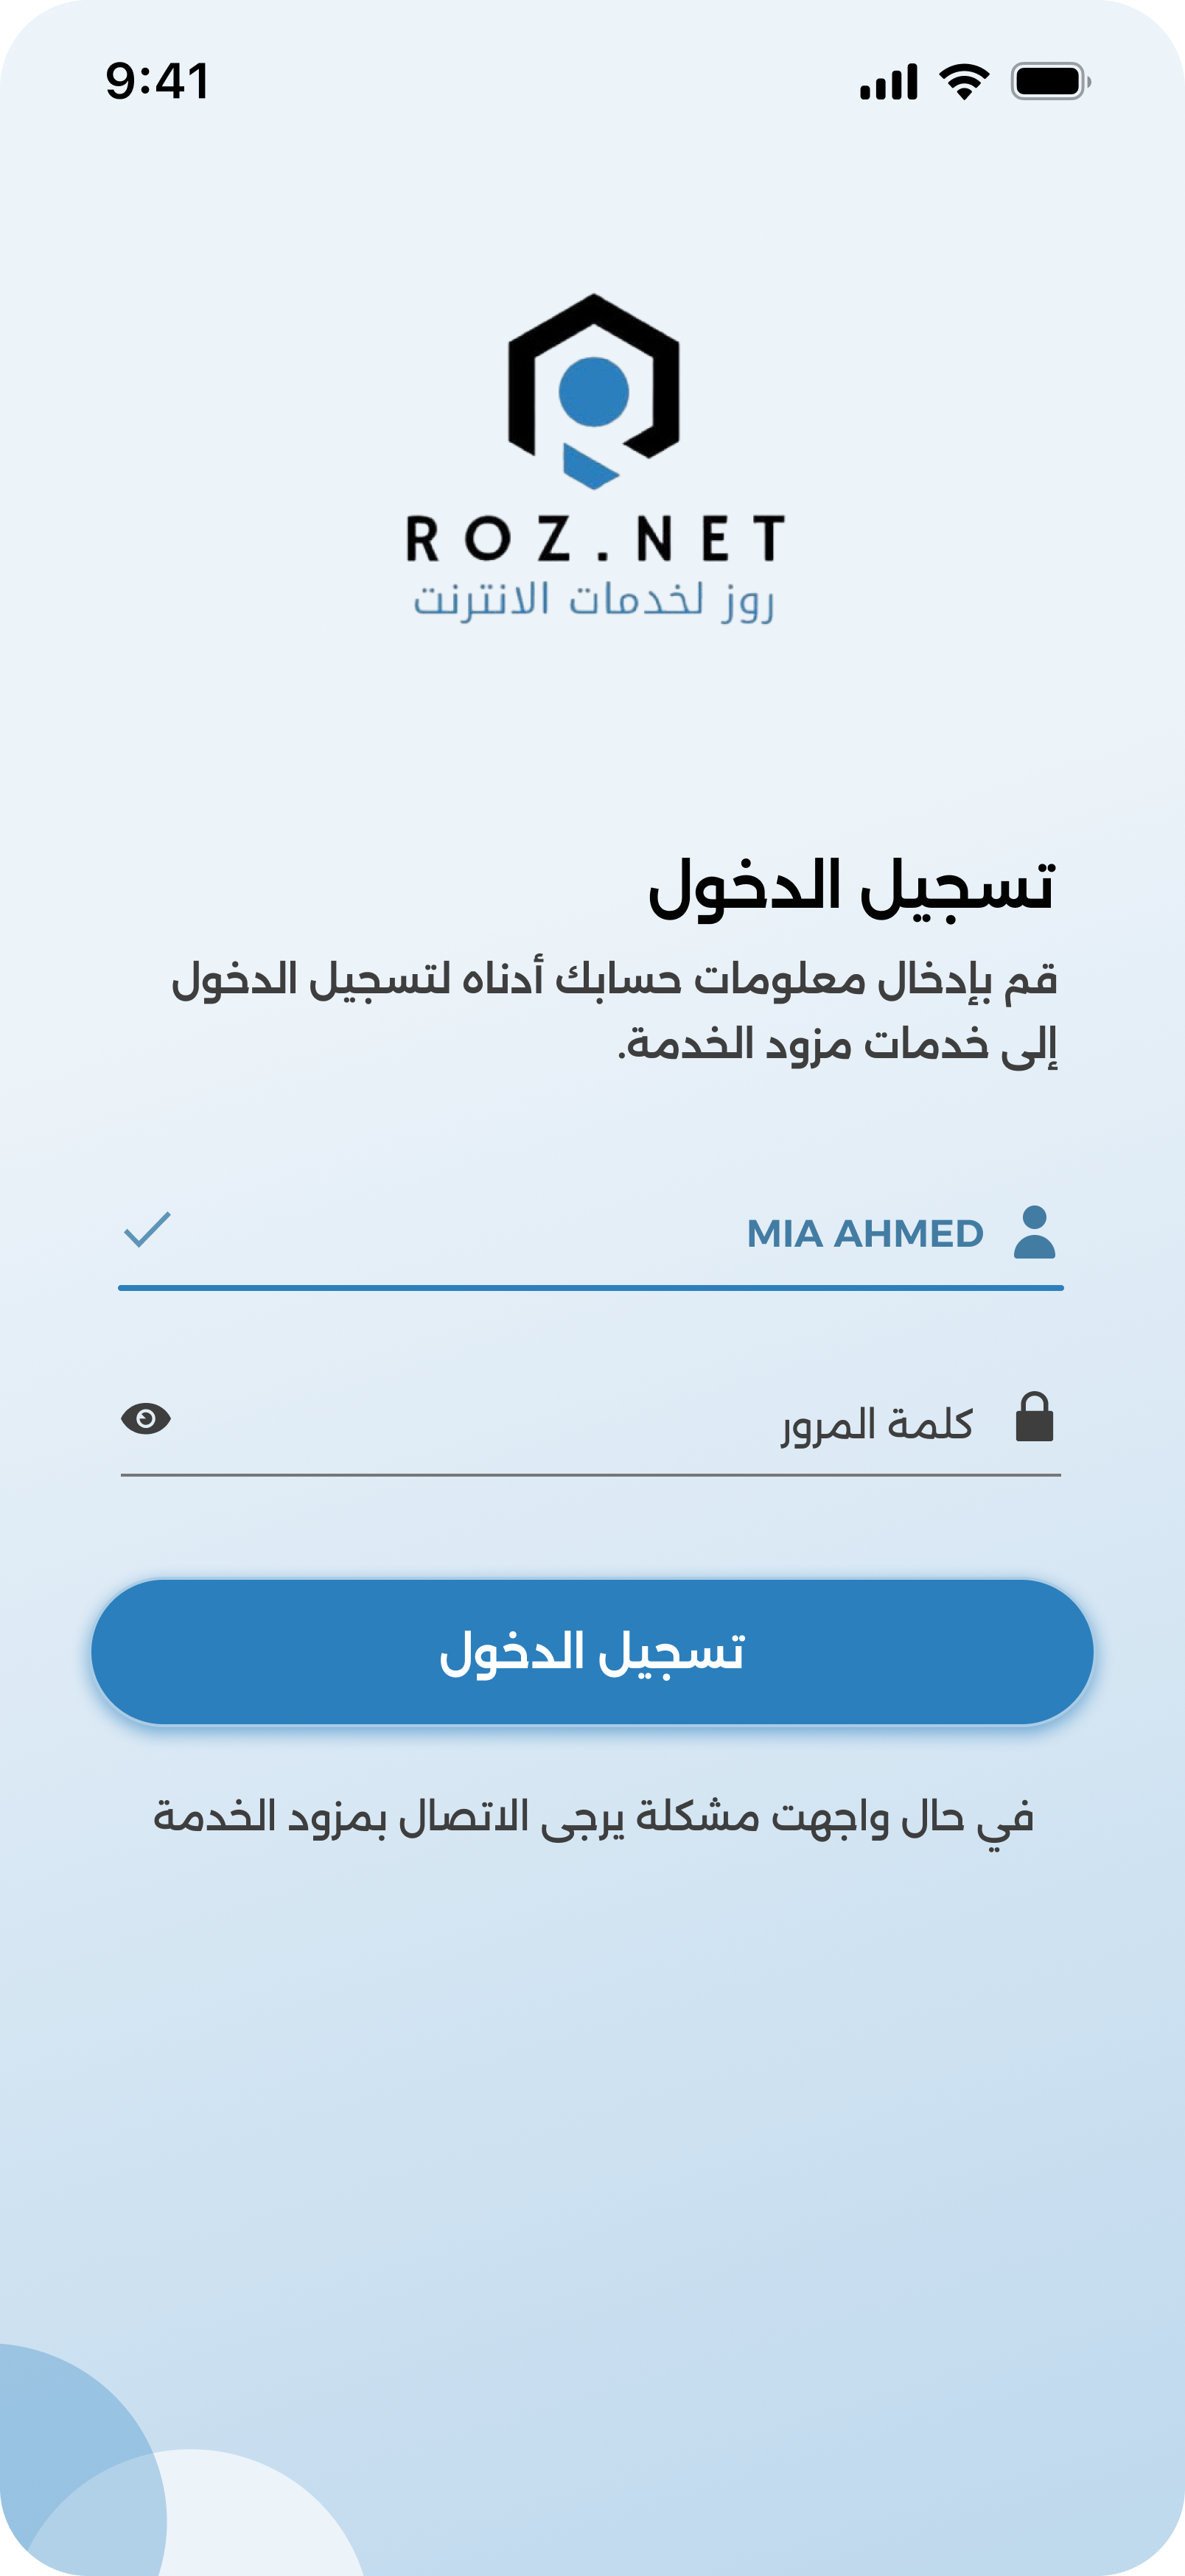 9:41
ROZ.NET
روز لخدمات الانترنت
تسجيل الدخول
قم بإدخال معلومات حسابك أدناه لتسجيل الدخول
إلى خدمات مزود الخدمة.
MIA AHMED
كلمة المرور
تسجيل الدخول
في حال واجهت مشكلة يرجى الاتصال بمزود الخدمة